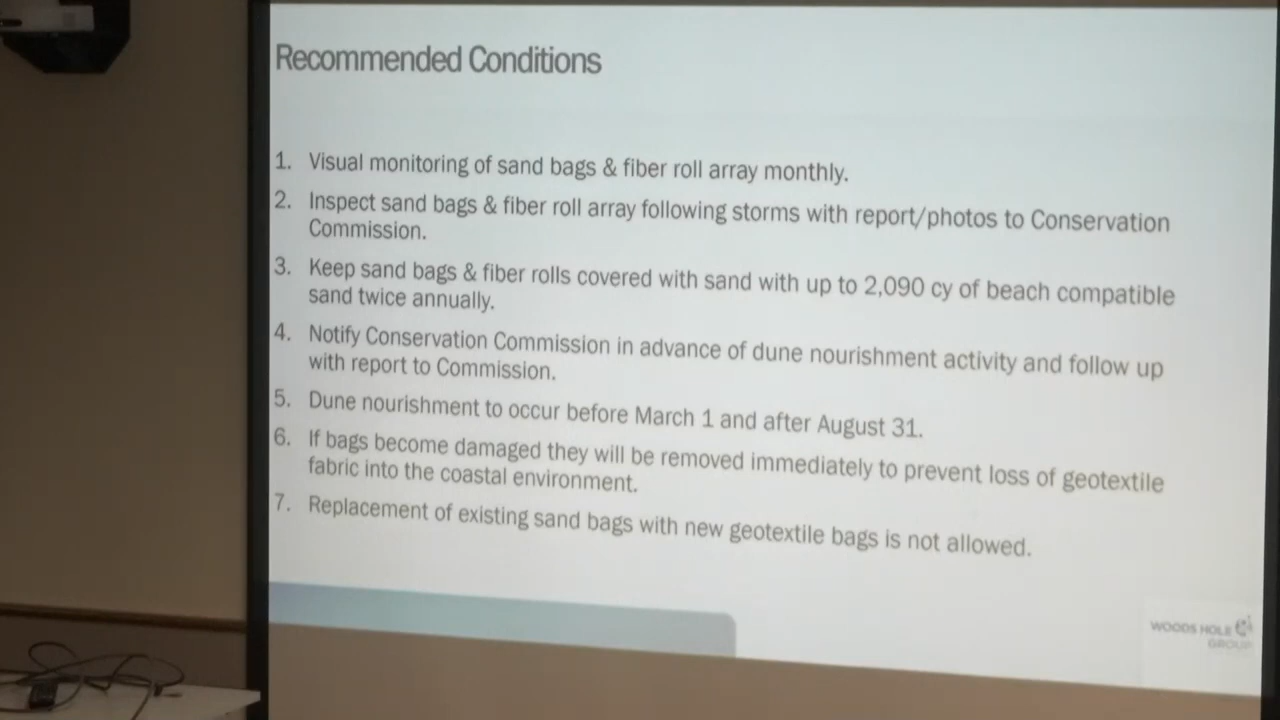 Recommended Conditions
1. Visual monitoring of sand bags & fiber roll array monthly.
2. Inspect sand bags & fiber roll array following storms with report/photos to Conservation
Commission.
3. Keep sand bags & fiber rolls covered with sand with up to 2,090 cy of beach compatible
sand twice annually.
4. Notify Conservation Commission in advance of dune nourishment activity and follow up
with report to Commission.
5. Dune nourishment to occur before March 1 and after August 31.
6. If bags become damaged they will be removed immediately to prevent loss of geotextile
fabric into the coastal environment.
7. Replacement of existing sand bags with new geotextile bags is not allowed.
WOODS HOLE
GROUP